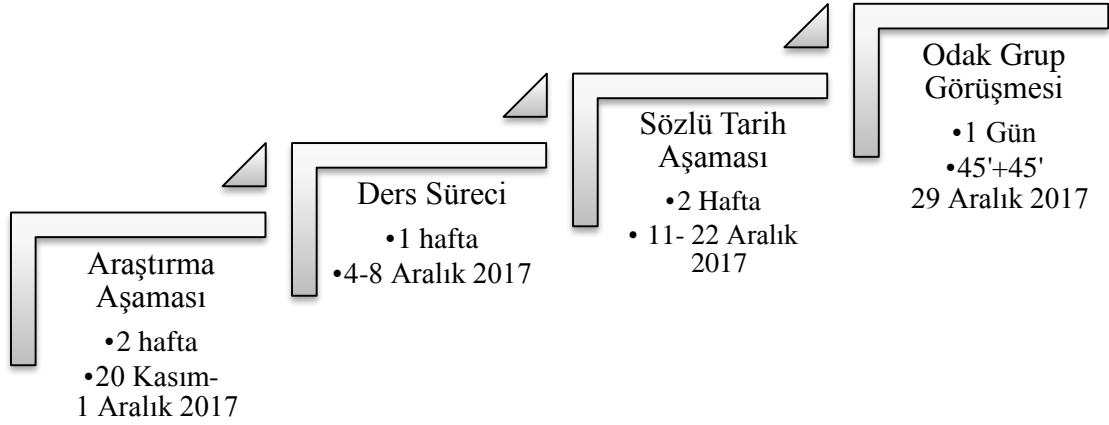 Araştırma
Aşaması
•2 hafta
•20 Kasım-
1 Aralık 2017
Ders Süreci
•1 hafta
•4-8 Aralık 2017
Sözlü Tarih
Aşaması
•2 Hafta
• 11- 22 Aralık
2017
Odak Grup
Görüşmesi
•1 Gün
•45'+45'
29 Aralık 2017